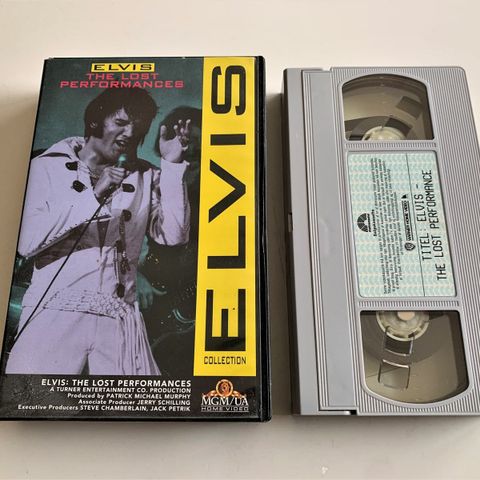 ELVIS
THE LOST
PERFORMANCES
ELVIS
COLLECTION
ELVIS: THE LOST PERFORMANCES
A TURNER ENTERTAINMENT CO. PRODUCTION
Produced by PATRICK MICHAEL MURPHY
Associate Producer JERRY SCHILLING
Executive Producers STEVE CHAMBERLAIN, JACK PETRIK
MGM/UA
HOME VIDEO
TITEL: ELVIS -
THE LOST PERFORMANCE